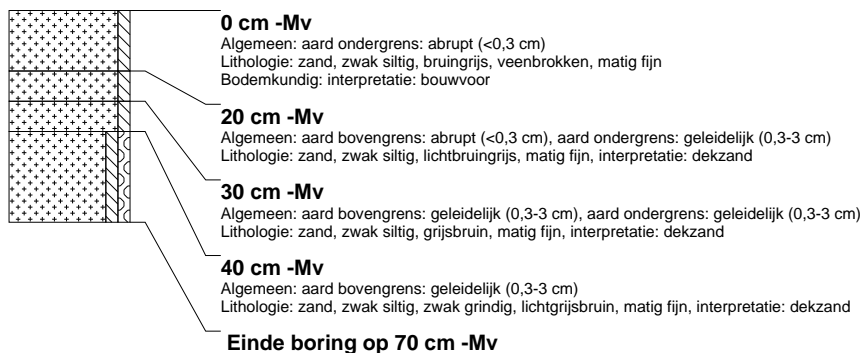 0 cm -Mv
Algemeen: aard ondergrens: abrupt (<0,3 cm)
Lithologie: zand, zwak siltig, bruingrijs, veenbrokken, matig fijn
Bodemkundig: interpretatie: bouwvoor
20 cm -Mv
Algemeen: aard bovengrens: abrupt (<0,3 cm), aard ondergrens: geleidelijk (0,3-3 cm)
Lithologie: zand, zwak siltig, lichtbruingrijs, matig fijn, interpretatie: dekzand
30 cm -Mv
Algemeen: aard bovengrens: geleidelijk (0,3-3 cm), aard ondergrens: geleidelijk (0,3-3 cm)
Lithologie: zand, zwak siltig, grijsbruin, matig fijn, interpretatie: dekzand
40 cm -Mv
Algemeen: aard bovengrens: geleidelijk (0,3-3 cm)
Lithologie: zand, zwak siltig, zwak grindig, lichtgrijsbruin, matig fijn, interpretatie: dekzand
Einde boring op 70 cm -Mv